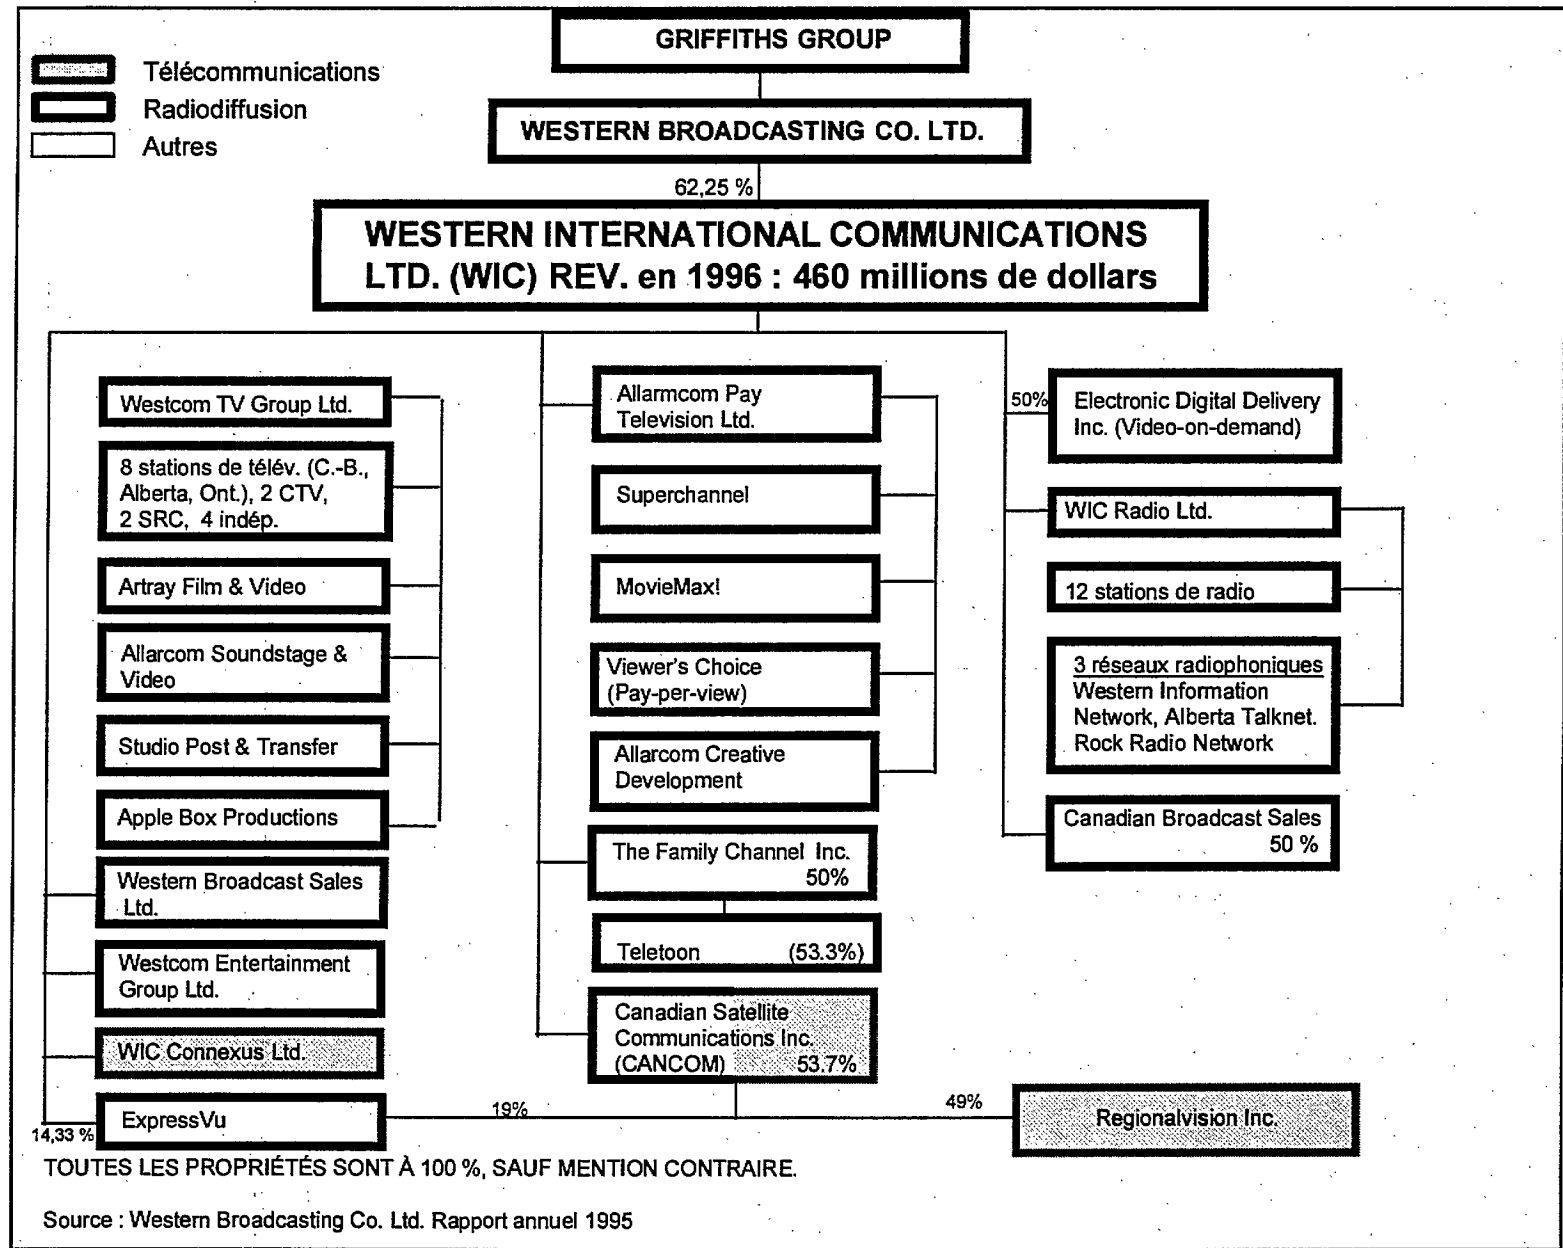 GRIFFITHS GROUP
Télécommunications
Radiodiffusion
Autres
WESTERN BROADCASTING CO. LTD.
62,25 %
WESTERN INTERNATIONAL COMMUNICATIONS
LTD. (WIC) REV. en 1996 : 460 millions de dollars
Westcom TV Group Ltd.
8 stations de télév. (C.-B.,
Alberta, Ont.), 2 CTV,
2 SRC, 4 indép.
Artray Film & Video
Allarcom Soundstage &
Video
Studio Post & Transfer
Apple Box Productions
Western Broadcast Sales
Ltd.
Westcom Entertainment
Group Ltd.
WIC Connexus Ltd.
14,33 %
ExpressVu
Allarmcom Pay
Television Ltd.
Superchannel
MovieMax!
Viewer's Choice
(Pay-per-view)
Allarcom Creative
Development
The Family Channel Inc.
50%
Teletoon (53.3%)
Canadian Satellite
Communications Inc.
(CANCOM) 53.7%
19%
49%
Regionalvision Inc.
50%
Electronic Digital Delivery
Inc. (Video-on-demand)
WIC Radio Ltd.
12 stations de radio
3 réseaux radiophoniques
Western Information
Network, Alberta Talknet.
Rock Radio Network
Canadian Broadcast Sales
50 %
TOUTES LES PROPRIÉTÉS SONT À 100 %, SAUF MENTION CONTRAIRE.
Source : Western Broadcasting Co. Ltd. Rapport annuel 1995